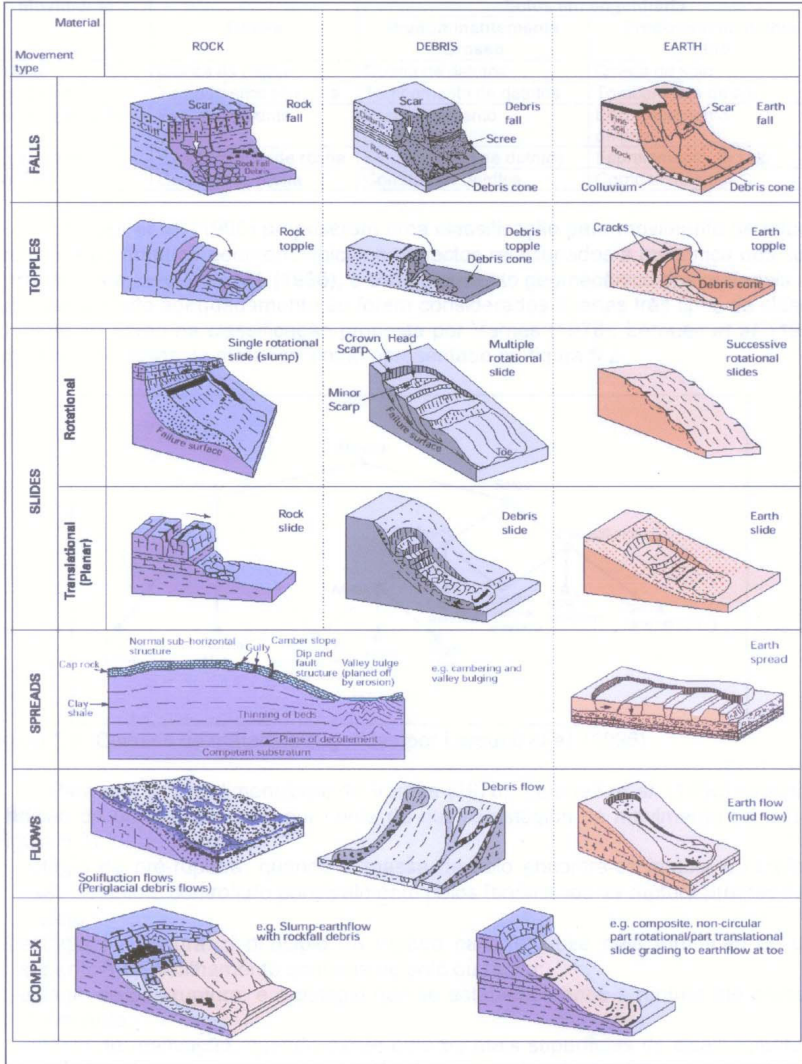 Material
Movement
type
ROCK
DEBRIS
EARTH
FALLS
Scar
Rock
fall
Rock Fall
Debris
Scar
Debris
fall
Debris
Rock
Scree
Debris cone
Scar
Earth
fall
Fine
soil
Rock
Colluvium
Debris cone
TOPPLES
Rock
topple
Debris
topple
Debris cone
Cracks
Earth
topple
Debris cone
SLIDES
Rotational
Single rotational
slide (slump)
Failure surface
Crown
Head
Scarp
Minor
Scarp
Failure surface
Toe
Multiple
rotational
slide
Successive
rotational
slides
Translational
(Planar)
Rock
slide
Debris
slide
Earth
slide
SPREADS
Normal sub-horizontal
structure
Gully
Camber slope
Dip and
fault
structure
Valley bulge
(planed off
by erosion)
Cap rock
Clay
shale
Thinning of beds
Plane of decollement
Competent substratum
e.g. cambering and
valley bulging
Earth
spread
FLOWS
Solifluction flows
(Periglacial debris flows)
Debris flow
Earth flow
(mud flow)
COMPLEX
e.g. Slump-earthflow
with rockfall debris
e.g. composite, non-circular
part rotational/part translational
slide grading to earthflow at toe